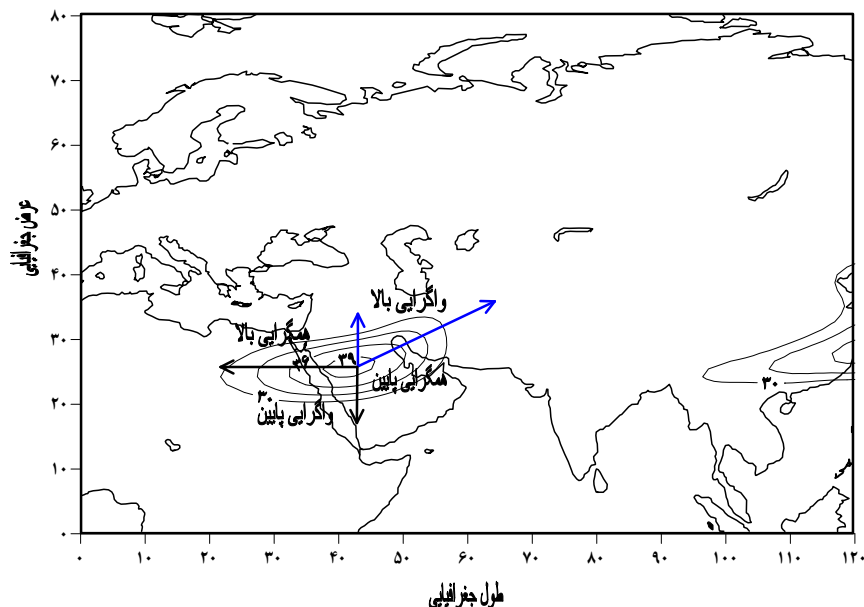 ۸۰
۷۰
۶۰
۵۰
۴۰
۳۰
۲۰
۱۰
۰
عرض جغرافیایی
واگرایی بالا
همگرایی بالا
۳۶
۳۹
همگرایی پایین
۳۰
واگرایی پایین
۳۰
۰ ۱۰ ۲۰ ۳۰ ۴۰ ۵۰ ۶۰ ۷۰ ۸۰ ۹۰ ۱۰۰ ۱۱۰ ۱۲۰
طول جغرافیایی